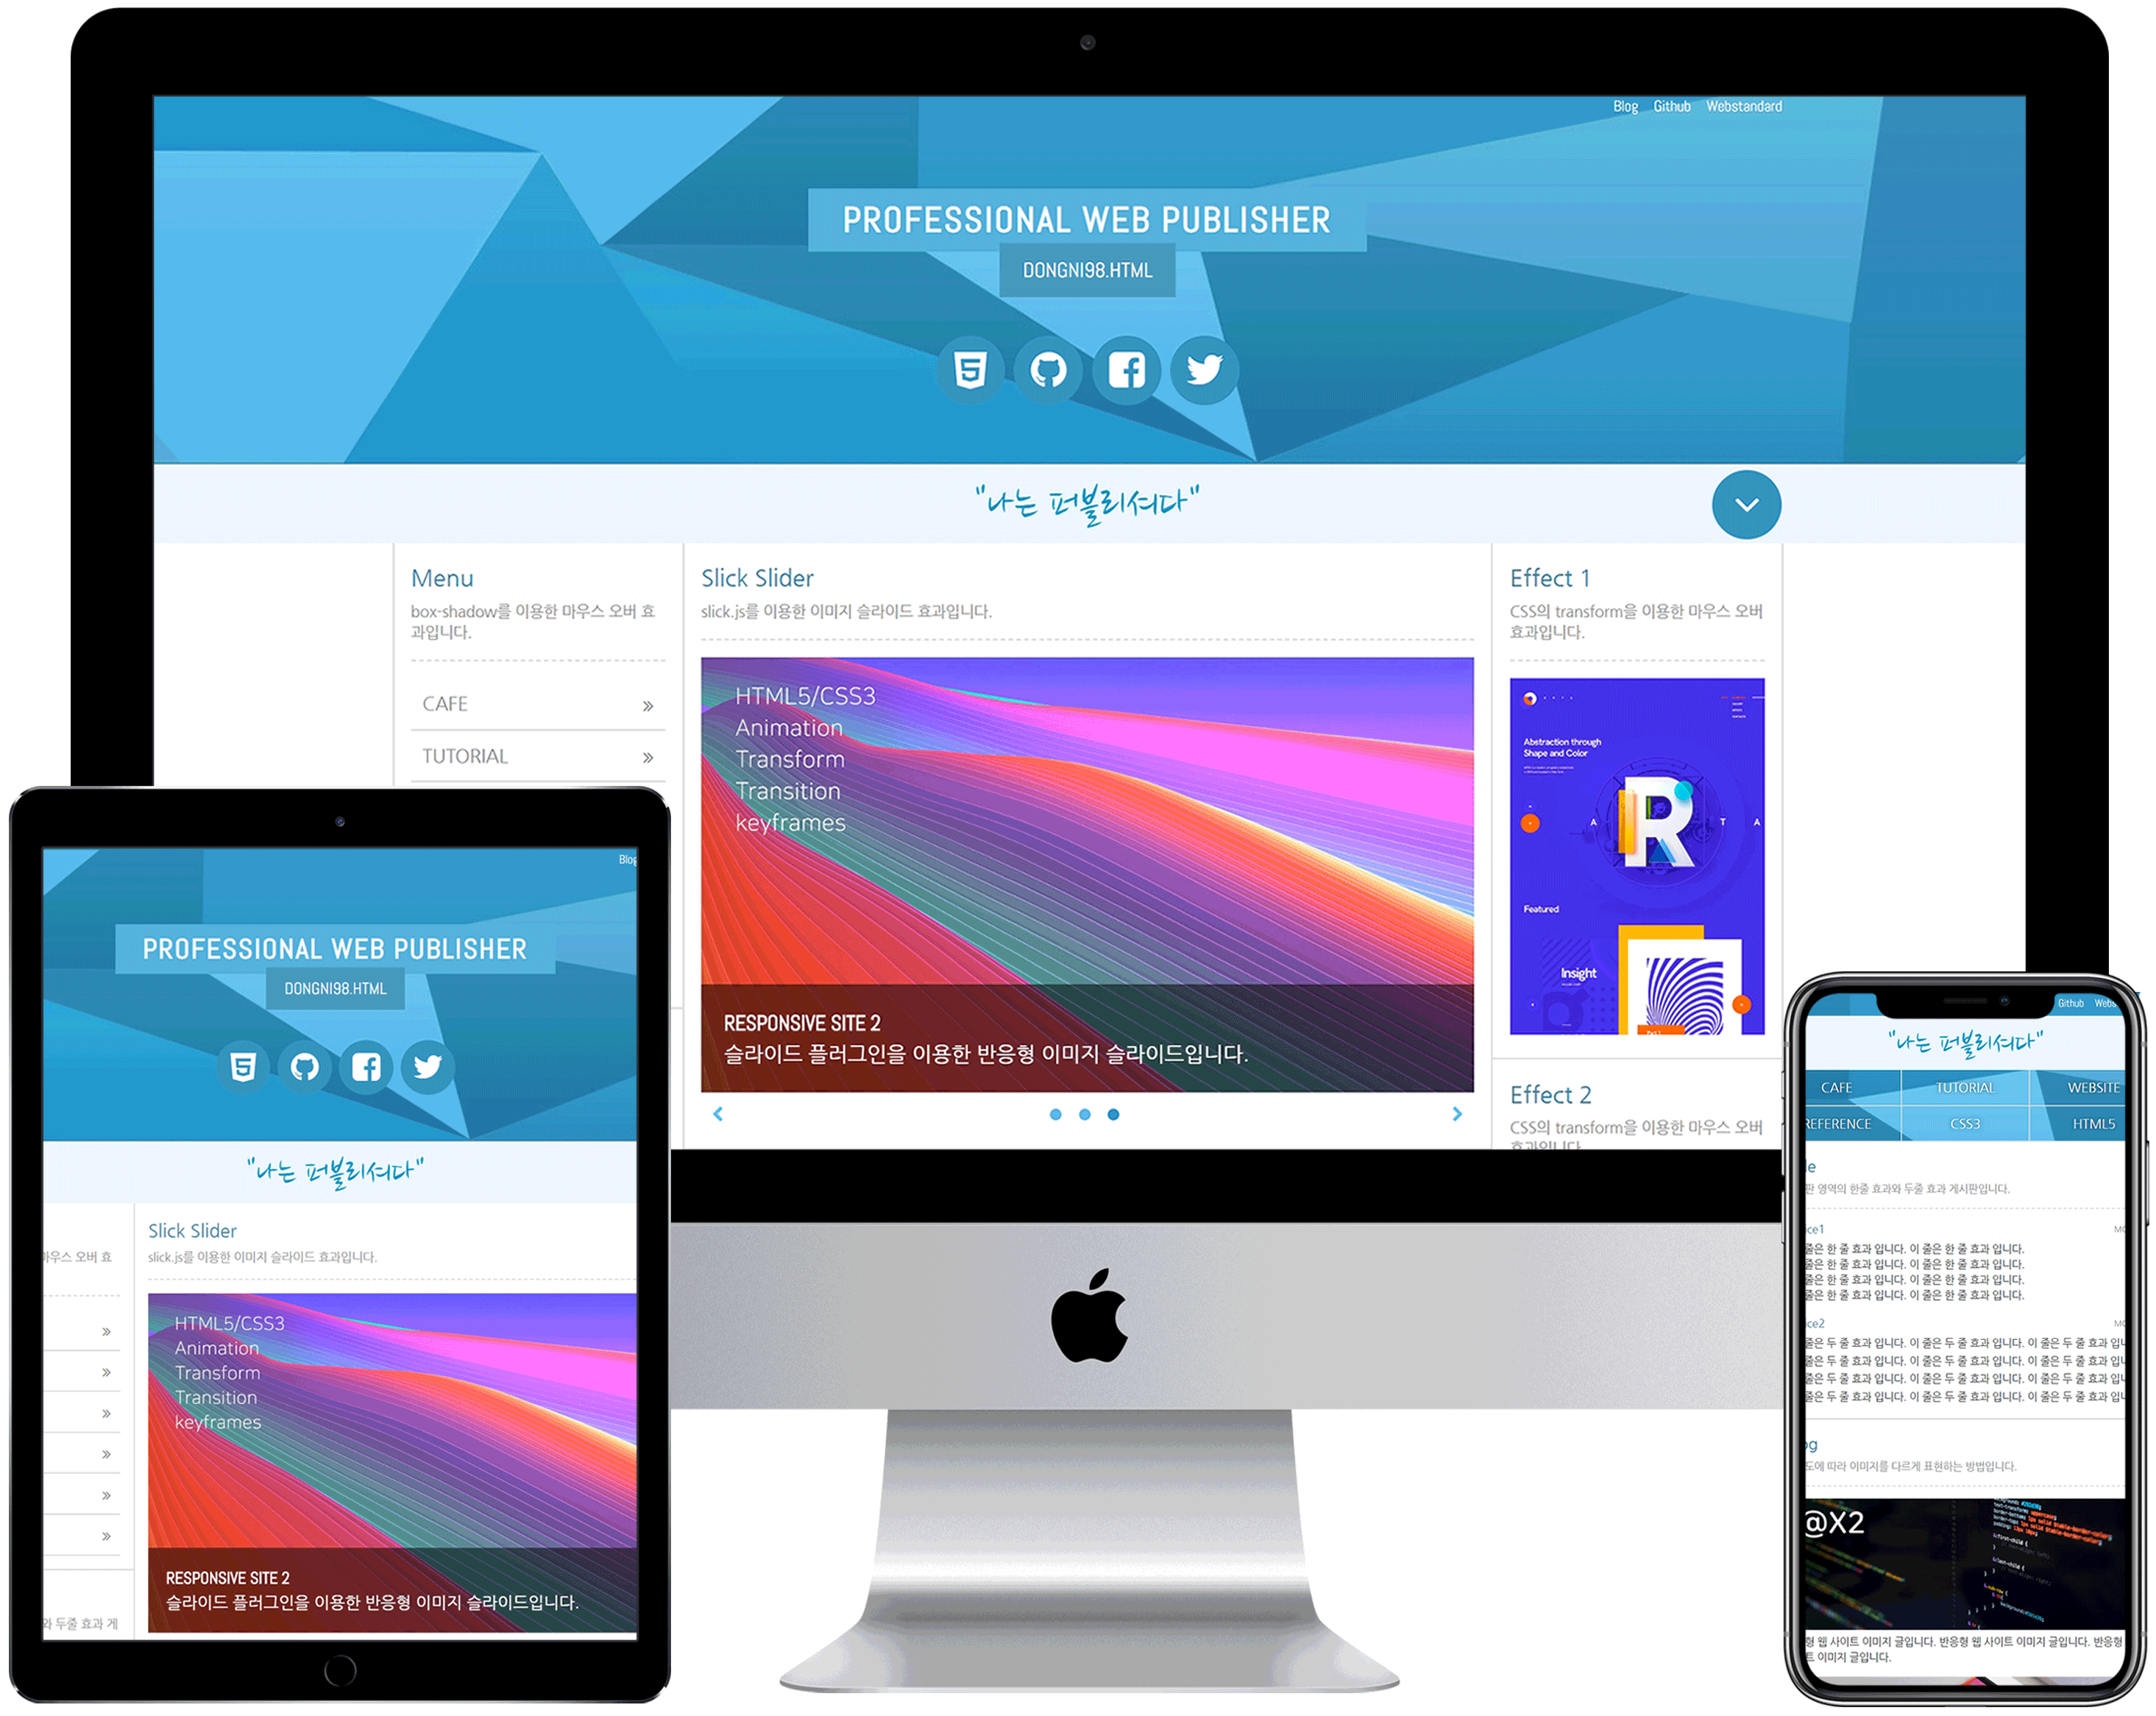 Blog Github Webstandard
PROFESSIONAL WEB PUBLISHER
DONGNI98.HTML
"나는 퍼블리셔다"
Menu
box-shadow를 이용한 마우스 오버 효
과입니다.
CAFE
TUTORIAL
Slick Slider
slick.js를 이용한 이미지 슬라이드 효과입니다.
HTML5/CSS3
Animation
Transform
Transition
keyframes
RESPONSIVE SITE 2
슬라이드 플러그인을 이용한 반응형 이미지 슬라이드입니다.
Effect 1
CSS의 transform을 이용한 마우스 오버
효과입니다.
Abstraction through
Shape and Color
R
A T A
Featured
Insight
Effect 2
CSS의 transform을 이용한 마우스 오버
효과입니다.
Blog
PROFESSIONAL WEB PUBLISHER
DONGNI98.HTML
"나는 퍼블리셔다"
마우스 오버 효
Slick Slider
slick.js를 이용한 이미지 슬라이드 효과입니다.
HTML5/CSS3
Animation
Transform
Transition
keyframes
RESPONSIVE SITE 2
슬라이드 플러그인을 이용한 반응형 이미지 슬라이드입니다.
와 두줄 효과 게
Github Webs
"나는 퍼블리셔다"
CAFE TUTORIAL WEBSITE
REFERENCE CSS3 HTML5
le
판 영역의 한줄 효과와 두줄 효과 게시판입니다.
ice1 MO
줄은 한 줄 효과 입니다. 이 줄은 한 줄 효과 입니다.
줄은 한 줄 효과 입니다. 이 줄은 한 줄 효과 입니다.
줄은 한 줄 효과 입니다. 이 줄은 한 줄 효과 입니다.
줄은 한 줄 효과 입니다. 이 줄은 한 줄 효과 입니다.
ice2 MO
줄은 두 줄 효과 입니다. 이 줄은 두 줄 효과 입니다. 이 줄은 두 줄 효과 입니
줄은 두 줄 효과 입니다. 이 줄은 두 줄 효과 입니다. 이 줄은 두 줄 효과 입니
줄은 두 줄 효과 입니다. 이 줄은 두 줄 효과 입니다. 이 줄은 두 줄 효과 입니
줄은 두 줄 효과 입니다. 이 줄은 두 줄 효과 입니다. 이 줄은 두 줄 효과 입니
og
도에 따라 이미지를 다르게 표현하는 방법입니다.
@X2
형 웹 사이트 이미지 글입니다. 반응형 웹 사이트 이미지 글입니다. 반응형
트 이미지 글입니다.